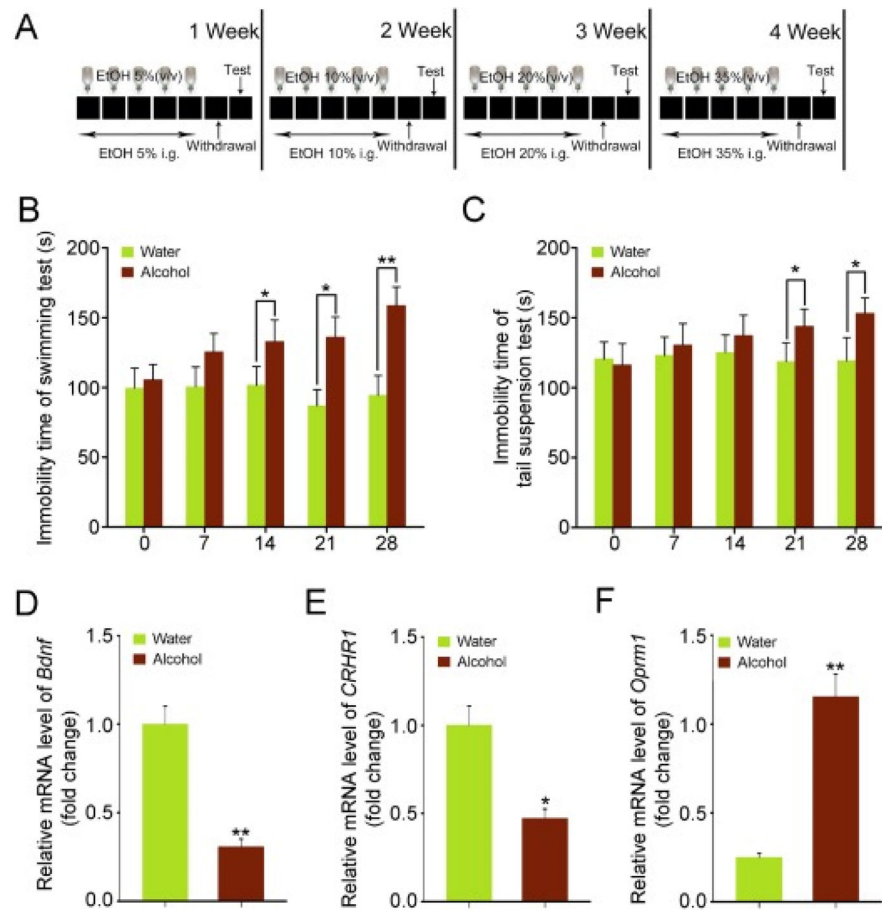 A
1 Week
2 Week
3 Week
4 Week
EtOH 5%(v/v)
Test
EtOH 10%(v/v)
Test
EtOH 20%(v/v)
Test
EtOH 35%(v/v)
Test
Withdrawal
Withdrawal
Withdrawal
Withdrawal
EtOH 5% i.g.
EtOH 10% i.g.
EtOH 20% i.g.
EtOH 35% i.g.
B
Immobility time of swimming test (s)
Water
Alcohol
200
150
100
50
0
*
*
**
0 7 14 21 28
C
Immobility time of
tail suspension test (s)
Water
Alcohol
200
150
100
50
0
*
*
0 7 14 21 28
D
Relative mRNA level of Bdnf
(fold change)
Water
Alcohol
1.5
1.0
0.5
0.0
**
E
Relative mRNA level of CRHR1
(fold change)
Water
Alcohol
1.5
1.0
0.5
0.0
*
F
Relative mRNA level of Oprm1
(fold change)
Water
Alcohol
1.5
1.0
0.5
0.0
**